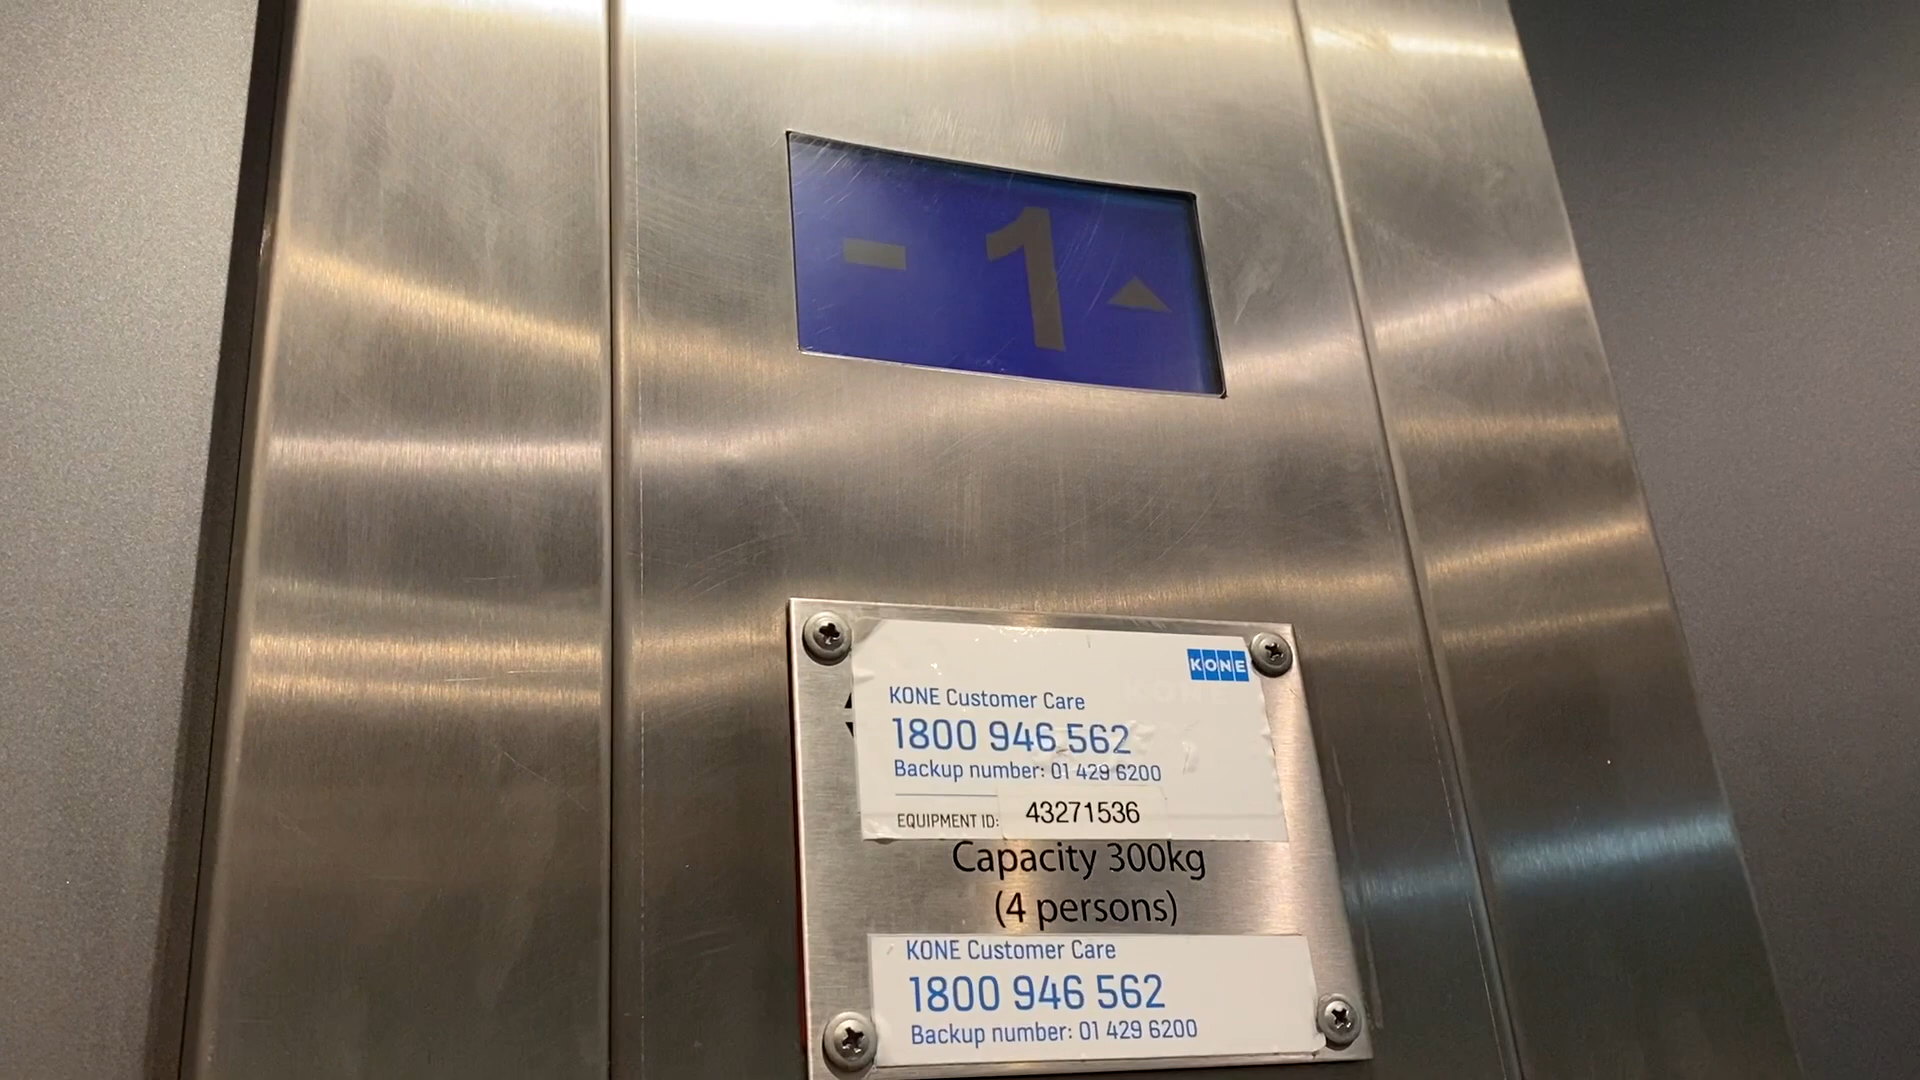 - 1
KONE
KONE Customer Care
1800 946 562
Backup number: 01 429 6200
EQUIPMENT ID: 43271536
Capacity 300kg
(4 persons)
KONE Customer Care
1800 946 562
Backup number: 01 429 6200